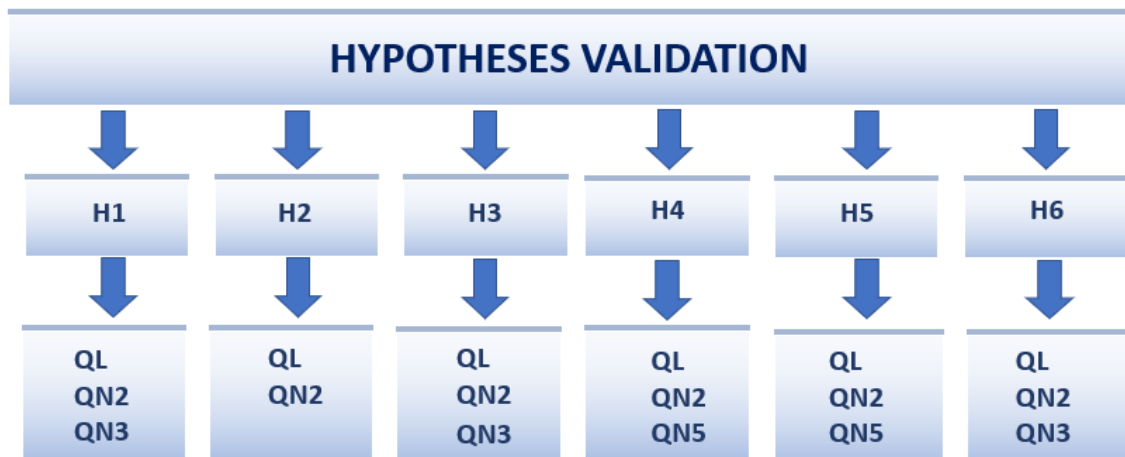 HYPOTHESES VALIDATION
H1
H2
H3
H4
H5
H6
QL
QN2
QN3
QL
QN2
QL
QN2
QN3
QL
QN2
QN5
QL
QN2
QN5
QL
QN2
QN3